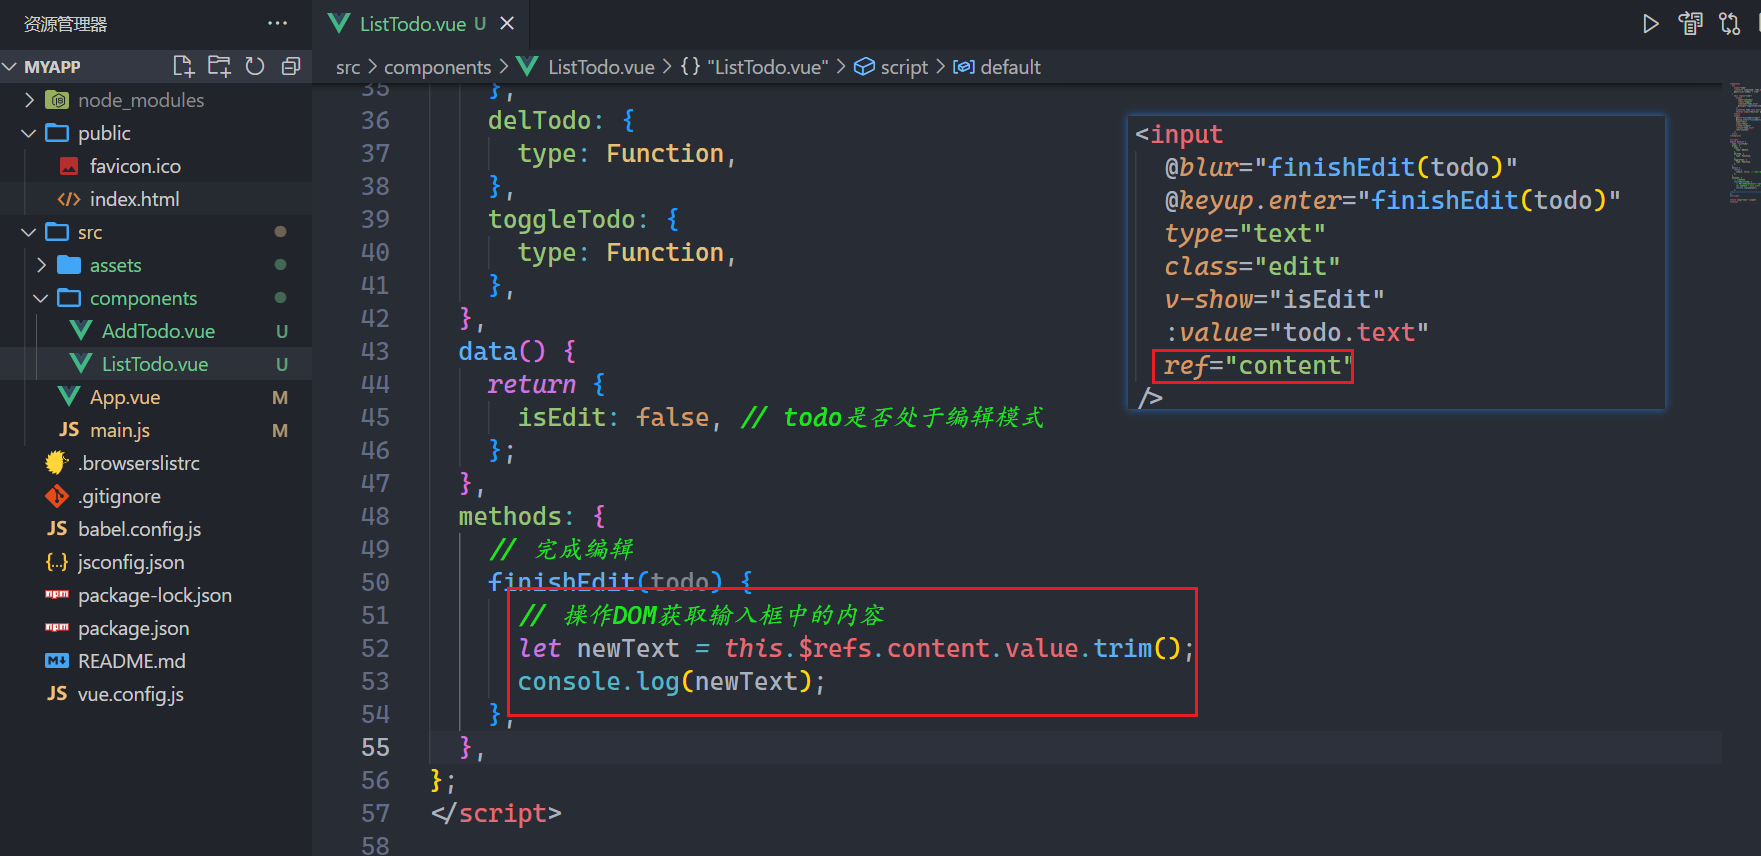 资源管理器
ListTodo.vue U
MYAPP
src > components > ListTodo.vue > {} "ListTodo.vue" > script > default
node_modules
public
favicon.ico
index.html
src
assets
components
AddTodo.vue U
ListTodo.vue U
App.vue M
JS main.js M
.browserslistrc
.gitignore
JS babel.config.js
{..} jsconfig.json
package-lock.json
package.json
README.md
JS vue.config.js
35 },
36 delTodo: {
37 type: Function,
38 },
39 toggleTodo: {
40 type: Function,
41 },
42 },
43 data() {
44 return {
45 isEdit: false, // todo是否处于编辑模式
46 };
47 },
48 methods: {
49 // 完成编辑
50 finishEdit(todo) {
51 // 操作DOM获取输入框中的内容
52 let newText = this.$refs.content.value.trim();
53 console.log(newText);
54 },
55 },
56 };
57 </script>
58
<input
@blur="finishEdit(todo)"
@keyup.enter="finishEdit(todo)"
type="text"
class="edit"
v-show="isEdit"
:value="todo.text"
ref="content"
/>